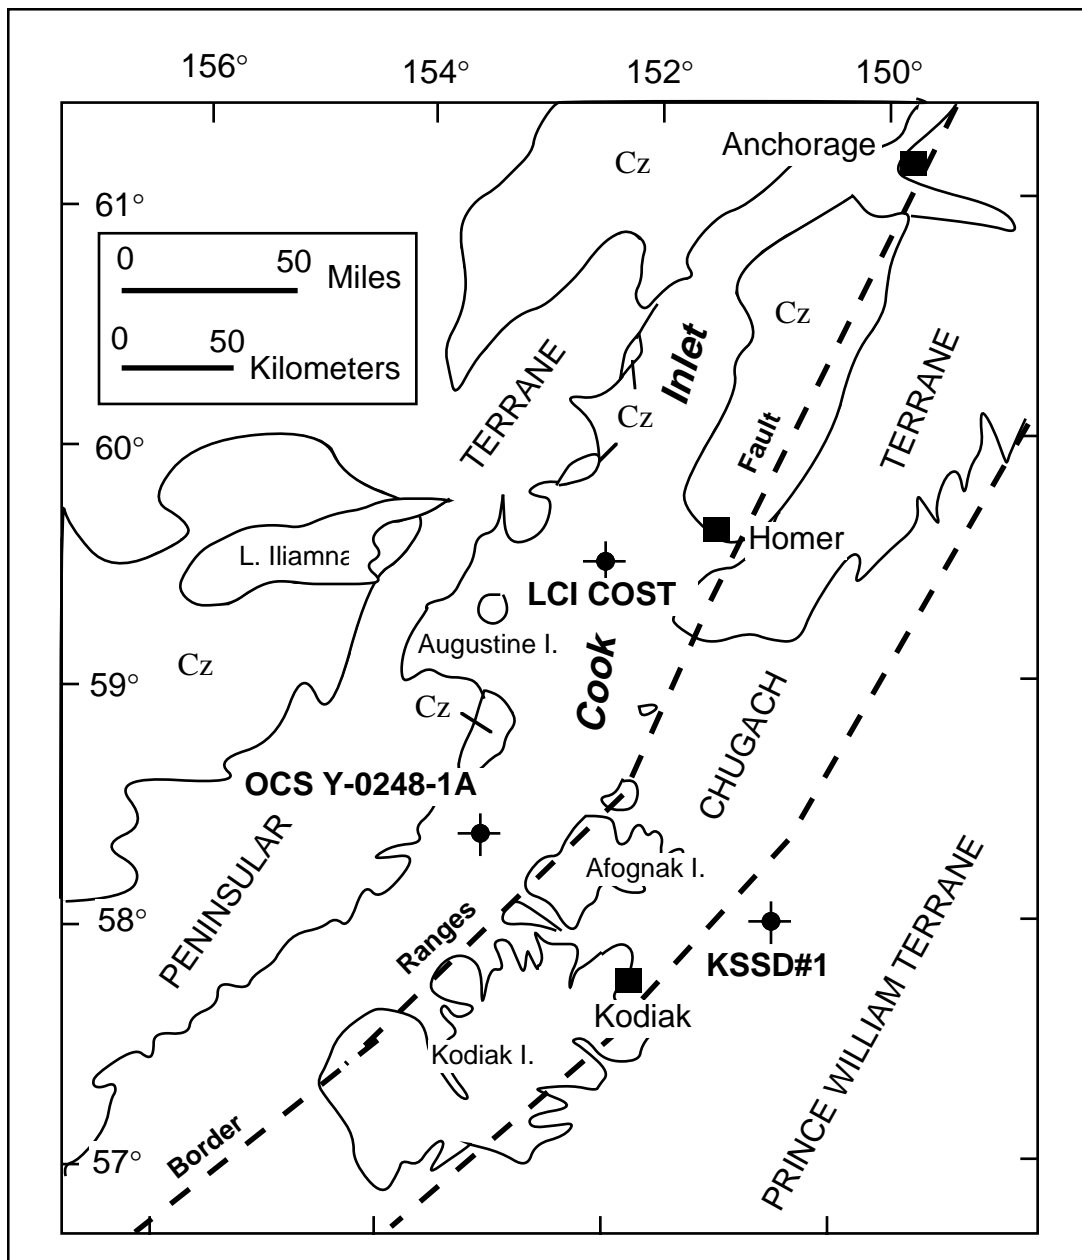 156°
154°
152°
150°
Anchorage
Cz
61°
0 50 Miles
0 50 Kilometers
Cz
Inlet
TERRANE
TERRANE
Cz
60°
Fault
Homer
L. Iliamna
LCI COST
Augustine I.
Cook
Cz
59°
Cz
CHUGACH
OCS Y-0248-1A
PENINSULAR
Afognak I.
58°
Ranges
KSSD#1
PRINCE WILLIAM TERRANE
Kodiak
Kodiak I.
Border
57°